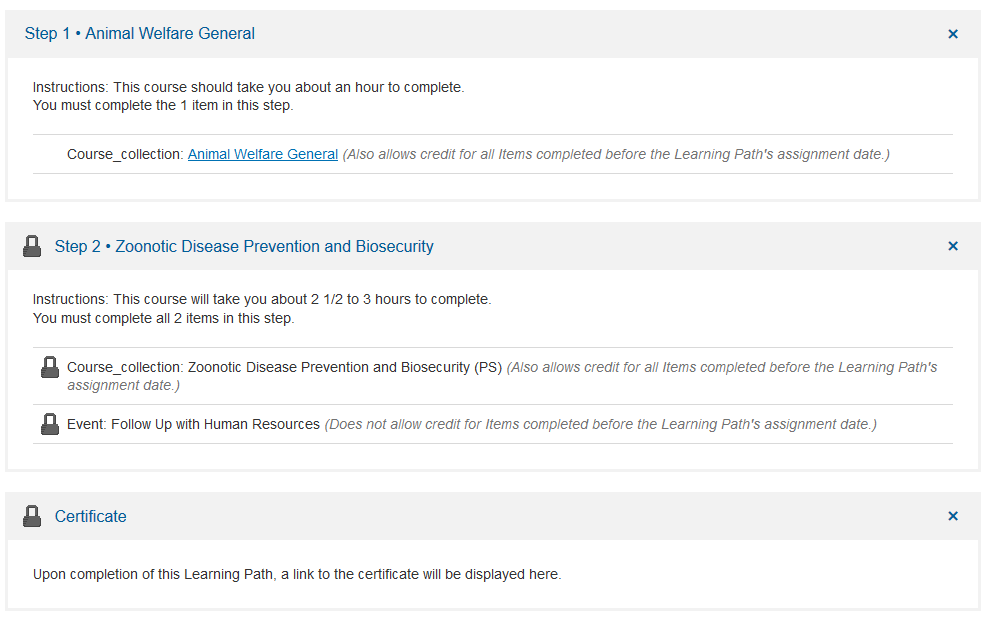 Step 1 • Animal Welfare General
Instructions: This course should take you about an hour to complete.
You must complete the 1 item in this step.
Course_collection: Animal Welfare General (Also allows credit for all Items completed before the Learning Path's assignment date.)
Step 2 • Zoonotic Disease Prevention and Biosecurity
Instructions: This course will take you about 2 1/2 to 3 hours to complete.
You must complete all 2 items in this step.
Course_collection: Zoonotic Disease Prevention and Biosecurity (PS) (Also allows credit for all Items completed before the Learning Path's
assignment date.)
Event: Follow Up with Human Resources (Does not allow credit for Items completed before the Learning Path's assignment date.)
Certificate
Upon completion of this Learning Path, a link to the certificate will be displayed here.